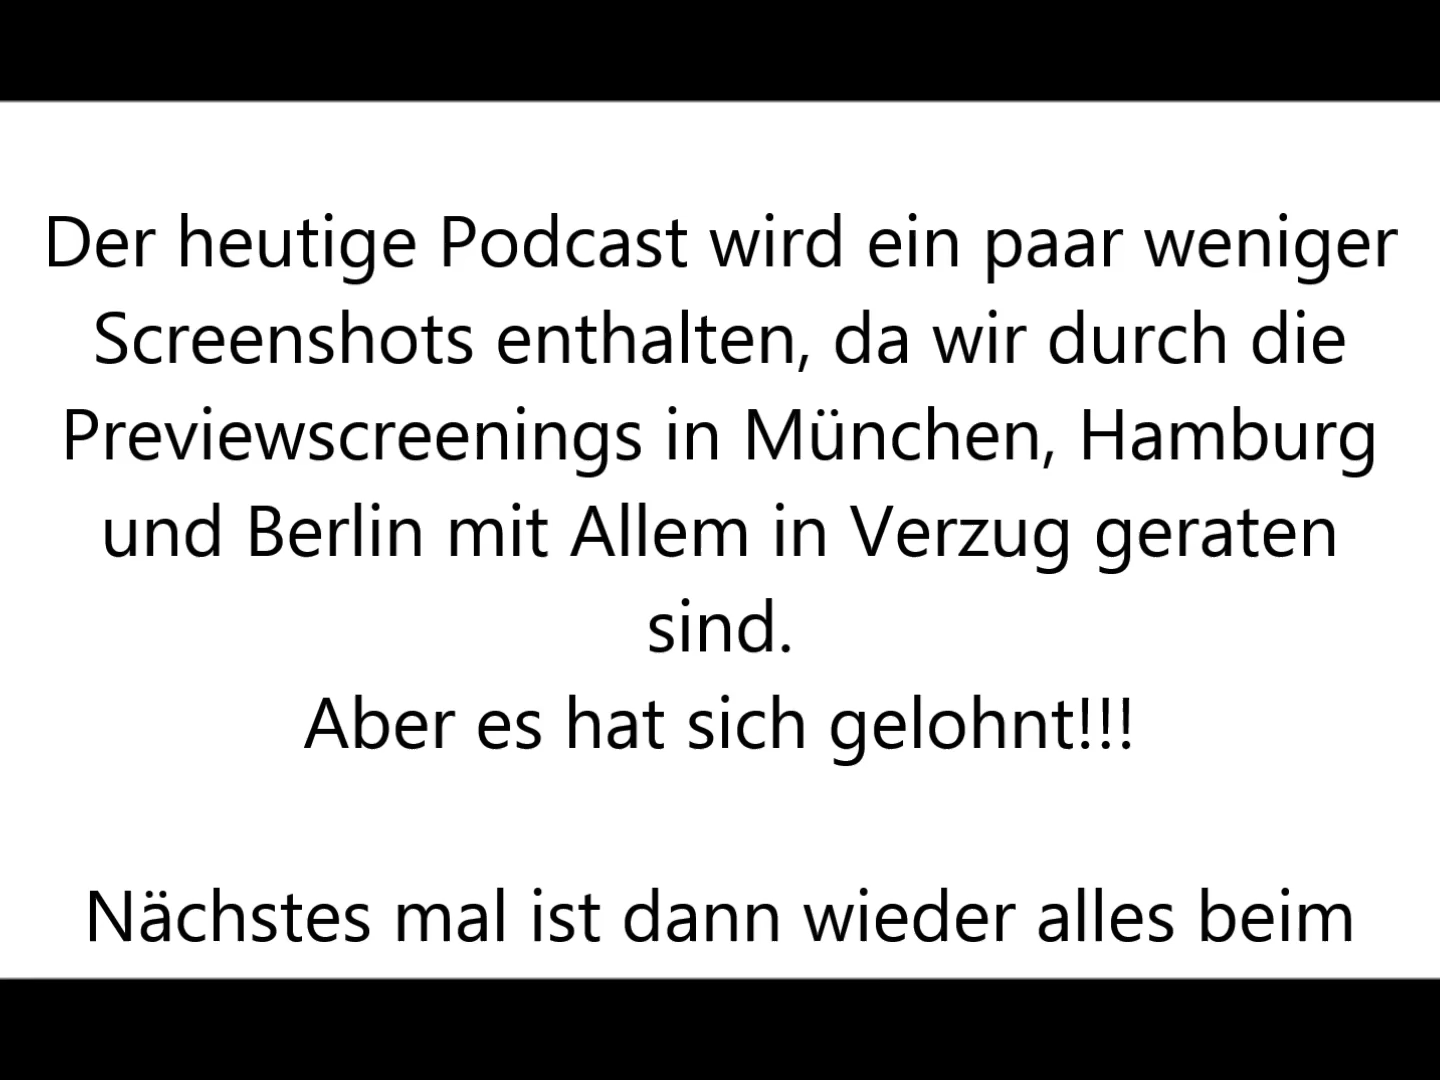 Der heutige Podcast wird ein paar weniger
Screenshots enthalten, da wir durch die
Previewscreenings in München, Hamburg
und Berlin mit Allem in Verzug geraten
sind.
Aber es hat sich gelohnt!!!
Nächstes mal ist dann wieder alles beim